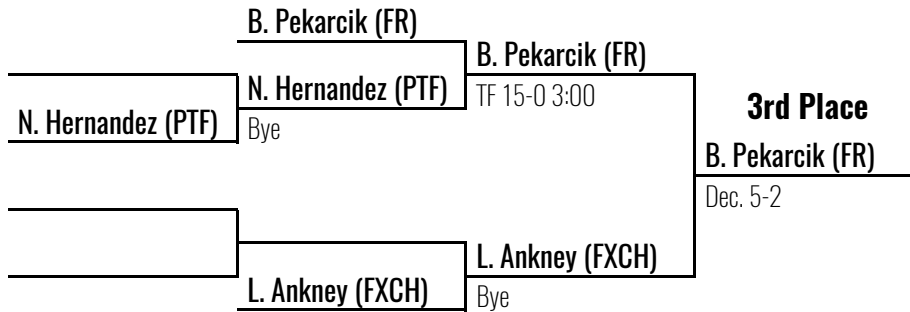 B. Pekarcik (FR)
B. Pekarcik (FR)
N. Hernandez (PTF)
TF 15-0 3:00
3rd Place
N. Hernandez (PTF)
Bye
B. Pekarcik (FR)
Dec. 5-2
L. Ankney (FXCH)
L. Ankney (FXCH)
Bye